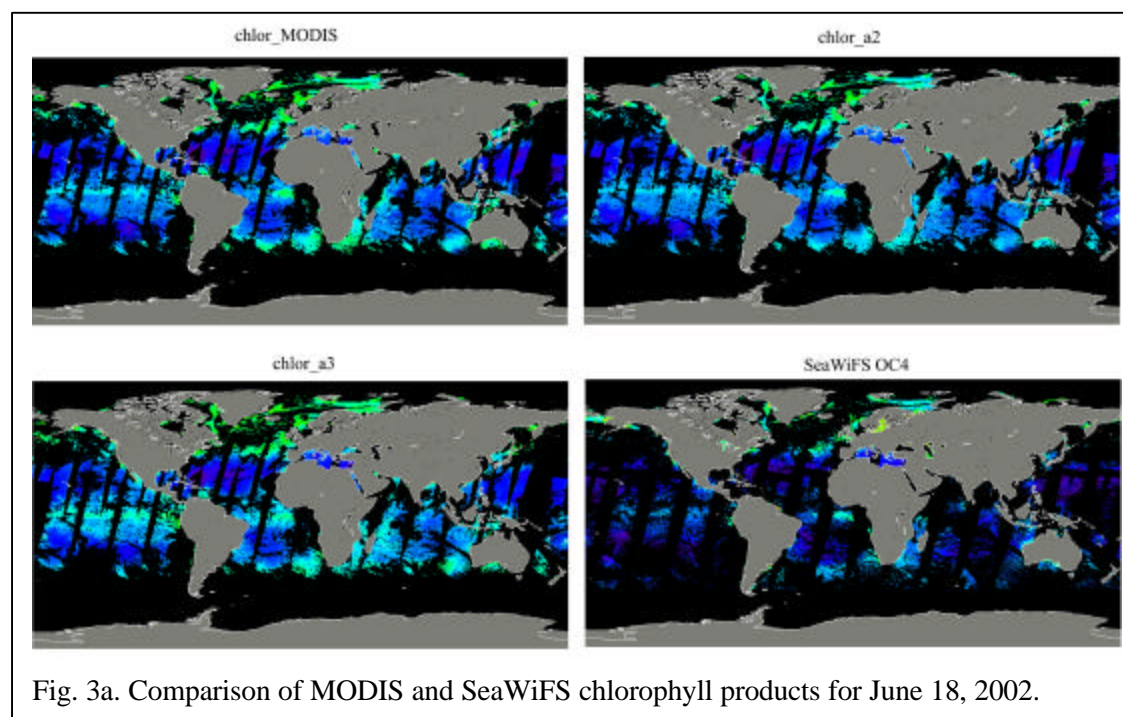 chlor_MODIS
chlor_a2
chlor_a3
SeaWiFS OC4
Fig. 3a. Comparison of MODIS and SeaWiFS chlorophyll products for June 18, 2002.